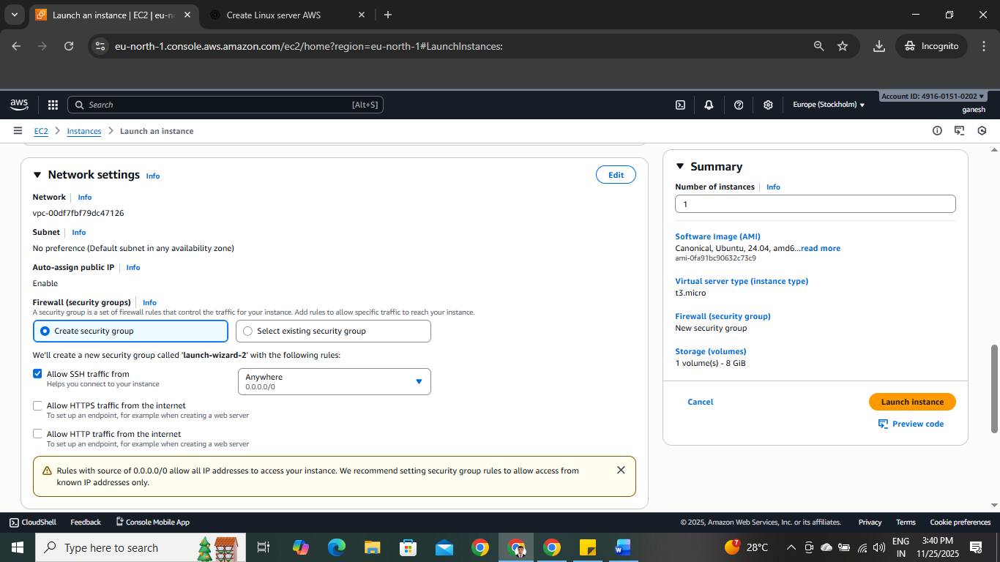 Launch an instance | EC2 | eu-n
Create Linux server AWS
eu-north-1.console.aws.amazon.com/ec2/home?region=eu-north-1#LaunchInstances:
Incognito
aws
Search
[Alt+S]
Europe (Stockholm)
Account ID: 4916-0151-0202
ganesh
EC2
Instances
Launch an instance
Network settings
Info
Edit
Network
Info
vpc-00df7fbf79dc47126
Subnet
Info
No preference (Default subnet in any availability zone)
Auto-assign public IP
Info
Enable
Firewall (security groups)
Info
A security group is a set of firewall rules that control the traffic for your instance. Add rules to allow specific traffic to reach your instance.
Create security group
Select existing security group
We'll create a new security group called 'launch-wizard-2' with the following rules:
Allow SSH traffic from
Helps you connect to your instance
Anywhere
0.0.0.0/0
Allow HTTPS traffic from the internet
To set up an endpoint, for example when creating a web server
Allow HTTP traffic from the internet
To set up an endpoint, for example when creating a web server
Rules with source of 0.0.0.0/0 allow all IP addresses to access your instance. We recommend setting security group rules to allow access from
known IP addresses only.
Summary
Number of instances
Info
1
Software Image (AMI)
Canonical, Ubuntu, 24.04, amd6...read more
ami-0fa91bc90632c73c9
Virtual server type (instance type)
t3.micro
Firewall (security group)
New security group
Storage (volumes)
1 volume(s) - 8 GiB
Cancel
Launch instance
Preview code
CloudShell
Feedback
Console Mobile App
© 2025, Amazon Web Services, Inc. or its affiliates.
Privacy
Terms
Cookie preferences
Type here to search
7
28°C
ENG
IN
3:40 PM
11/25/2025